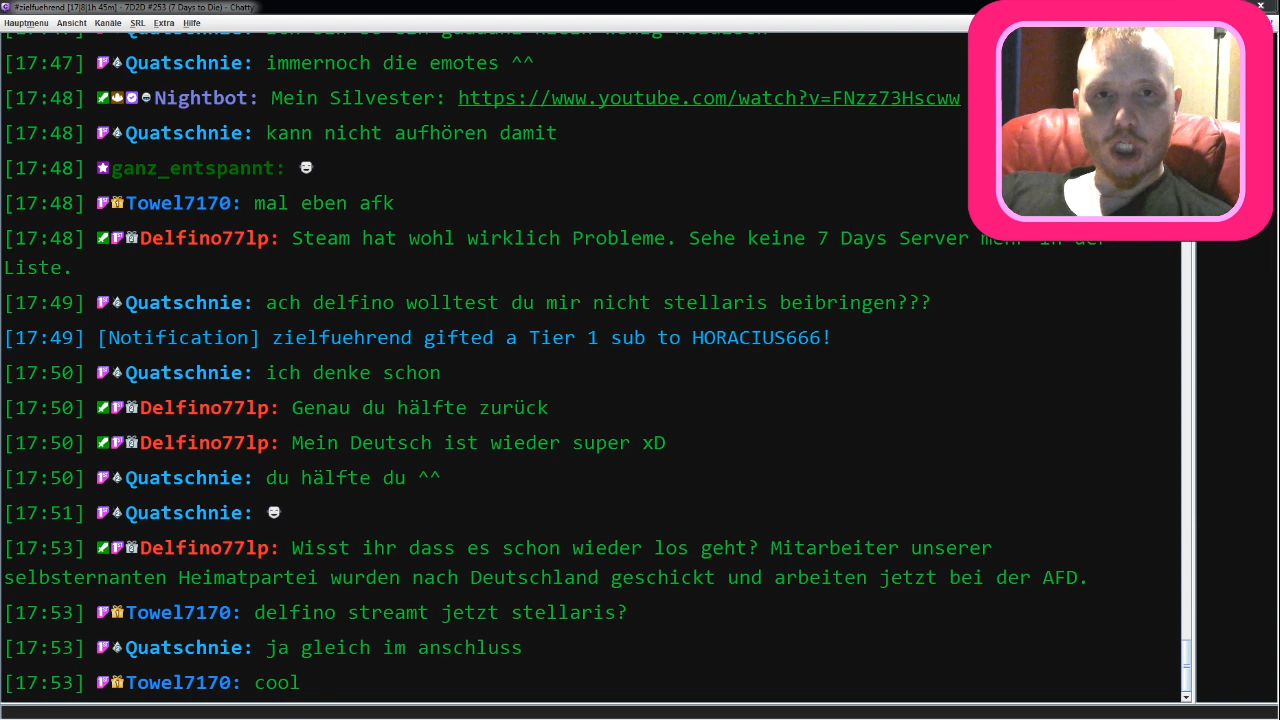 #zielfuehrend [17|8|1h 45m] - 7D2D #253 (7 Days to Die) - Chatty
Hauptmenu Ansicht Kanäle SRL Extra Hilfe
[17:48] Quatschnie: immernoch die emotes ^^
[17:48] Nightbot: Mein Silvester: https://www.youtube.com/watch?v=FNzz73Hscww
[17:48] Quatschnie: kann nicht aufhören damit
[17:48] ganz_entspannt:
[17:48] Towel7170: mal eben afk
[17:48] Delfino77lp: Steam hat wohl wirklich Probleme. Sehe keine 7 Days Server mehr in der
Liste.
[17:49] Quatschnie: ach delfino wolltest du mir nicht stellaris beibringen???
[17:49] [Notification] zielfuehrend gifted a Tier 1 sub to HORACIUS666!
[17:50] Quatschnie: ich denke schon
[17:50] Delfino77lp: Genau du hälfte zurück
[17:50] Delfino77lp: Mein Deutsch ist wieder super xD
[17:50] Quatschnie: du hälfte du ^^
[17:51] Quatschnie:
[17:53] Delfino77lp: Wisst ihr dass es schon wieder los geht? Mitarbeiter unserer
selbsternanten Heimatpartei wurden nach Deutschland geschickt und arbeiten jetzt bei der AFD.
[17:53] Towel7170: delfino streamt jetzt stellaris?
[17:53] Quatschnie: ja gleich im anschluss
[17:53] Towel7170: cool